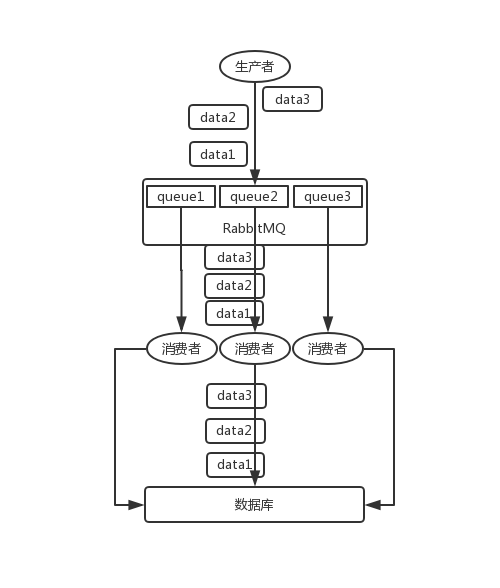 生产者
data3
data2
data1
queue1 queue2 queue3
RabbitMQ
data3
data2
data1
消费者 消费者 消费者
data3
data2
data1
数据库